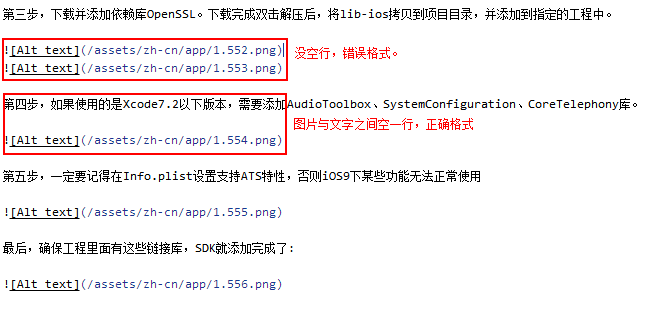 第三步，下载并添加依赖库OpenSSL。下载完成双击解压后，将lib-ios拷贝到项目目录，并添加到指定的工程中。
![Alt text](/assets/zh-cn/app/1.552.png)
没空行，错误格式。
![Alt text](/assets/zh-cn/app/1.553.png)
第四步，如果使用的是Xcode7.2以下版本，需要添加AudioToolbox、SystemConfiguration、CoreTelephony库。
图片与文字之间空一行，正确格式
![Alt text](/assets/zh-cn/app/1.554.png)
第五步，一定要记得在Info.plist设置支持ATS特性，否则iOS9下某些功能无法正常使用
![Alt text](/assets/zh-cn/app/1.555.png)
最后，确保工程里面有这些链接库，SDK就添加完成了：
![Alt text](/assets/zh-cn/app/1.556.png)